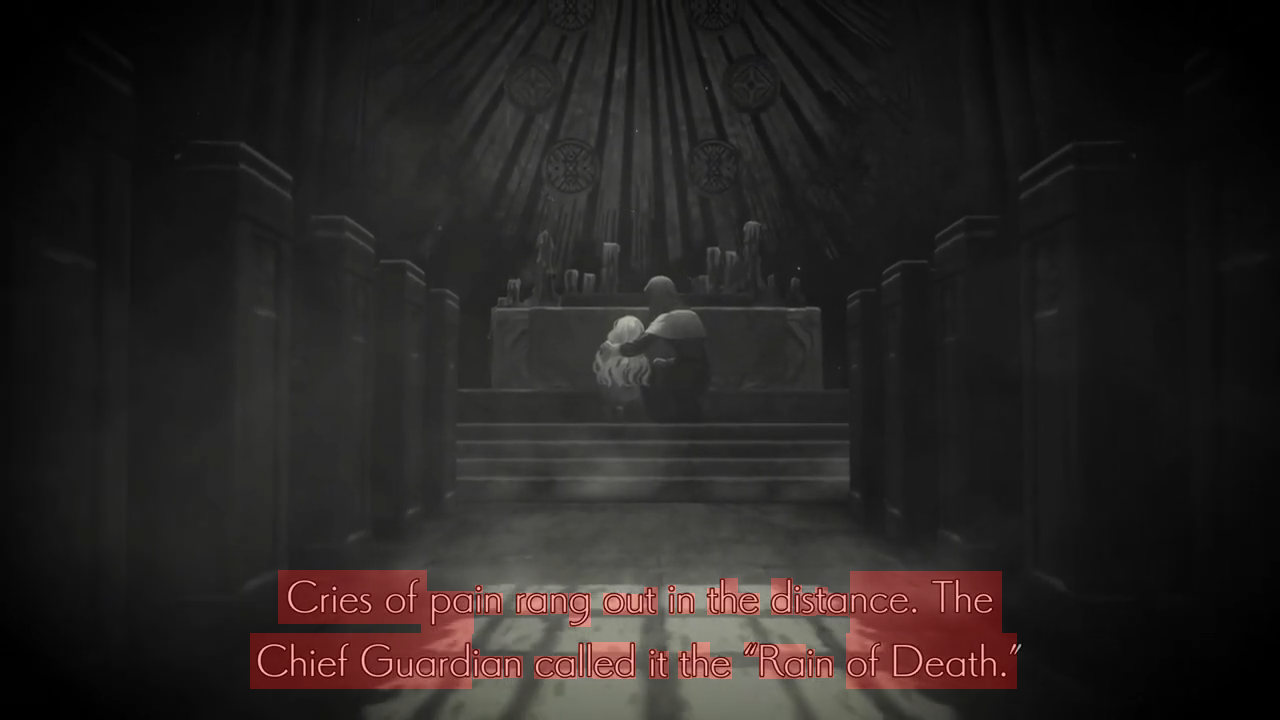 Cries of pain rang out in the distance. The
Chief Guardian called it the “Rain of Death.”